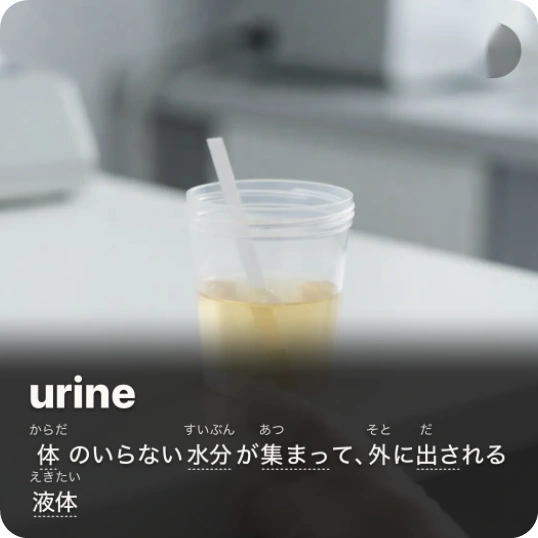 urine
からだ すいぶん あつ そと だ
体のいらない水分が集まって、外に出される
えきたい
液体